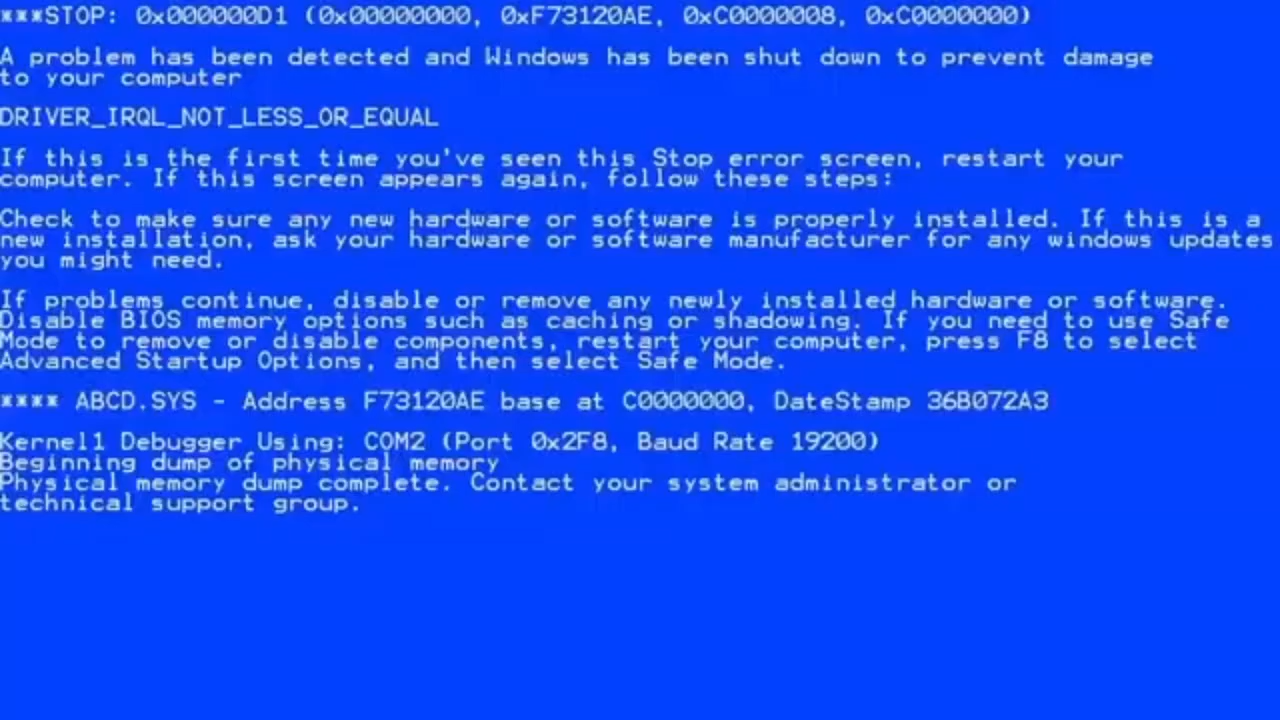 ***STOP: 0x000000D1 (0x00000000, 0xF73120AE, 0xC0000008, 0xC0000000)
A problem has been detected and Windows has been shut down to prevent damage
to your computer
DRIVER_IRQL_NOT_LESS_OR_EQUAL
If this is the first time you've seen this Stop error screen, restart your
computer. If this screen appears again, follow these steps:
Check to make sure any new hardware or software is properly installed. If this is a
new installation, ask your hardware or software manufacturer for any windows updates
you might need.
If problems continue, disable or remove any newly installed hardware or software.
Disable BIOS memory options such as caching or shadowing. If you need to use Safe
Mode to remove or disable components, restart your computer, press F8 to select
Advanced Startup Options, and then select Safe Mode.
**** ABCD.SYS - Address F73120AE base at C0000000, DateStamp 36B072A3
Kernel1 Debugger Using: COM2 (Port 0x2F8, Baud Rate 19200)
Beginning dump of physical memory
Physical memory dump complete. Contact your system administrator or
technical support group.